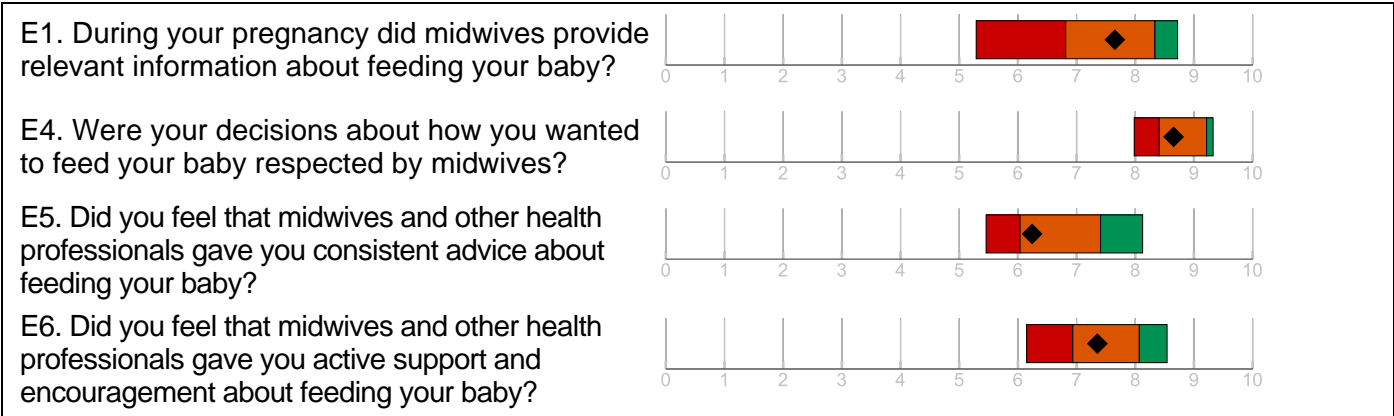 E1. During your pregnancy did midwives provide
relevant information about feeding your baby?
0 1 2 3 4 5 6 7 8 9 10
E4. Were your decisions about how you wanted
to feed your baby respected by midwives?
0 1 2 3 4 5 6 7 8 9 10
E5. Did you feel that midwives and other health
professionals gave you consistent advice about
feeding your baby?
0 1 2 3 4 5 6 7 8 9 10
E6. Did you feel that midwives and other health
professionals gave you active support and
encouragement about feeding your baby?
0 1 2 3 4 5 6 7 8 9 10